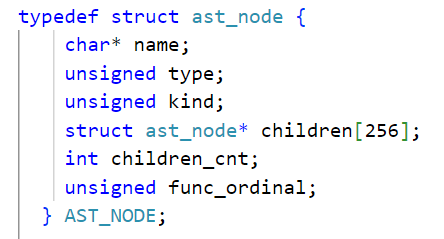 typedef struct ast_node {
char* name;
unsigned type;
unsigned kind;
struct ast_node* children[256];
int children_cnt;
unsigned func_ordinal;
} AST_NODE;